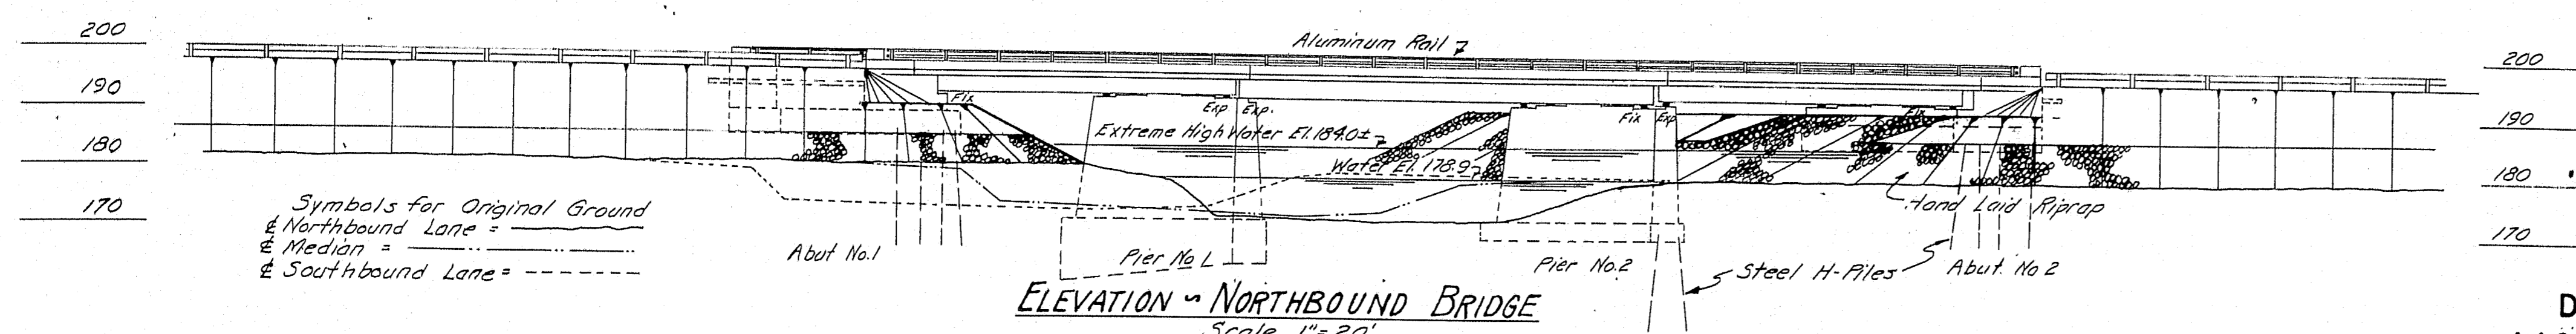 200
190
180
170
Aluminum Rail
Fix
Exp.
Exp.
Extreme High Water El. 184.0±
Water El. 178.9
Fix
Exp
Fix
200
190
180
170
Symbols for Original Ground
℄ Northbound Lane =
℄ Median =
℄ Southbound Lane =
Abut No.1
Pier No 1
Pier No.2
Hand Laid Riprap
Steel H-Piles
Abut. No 2
ELEVATION ~ NORTHBOUND BRIDGE
Scale 1"=20'
D